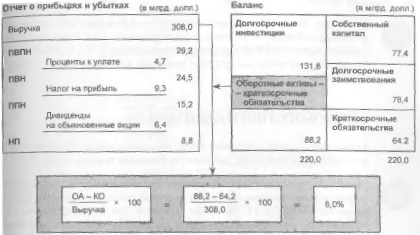 Отчет о прибылях и убытках (в млрд. долл.)
Выручка 308,0
ПВПН 29,2
Проценты к уплате 4,7
ПВН 24,5
Налог на прибыль 9,3
ППН 15,2
Дивиденды
на обыкновенные акции 6,4
НП 8,8
Баланс (в млрд. долл.)
Долгосрочные
инвестиции
131,8
Оборотные активы –
– краткосрочные
обязательства
88,2
220,0
Собственный
капитал
77.4
Долгосрочные
заимствования
78,4
Краткосрочные
обязательства
64.2
220.0
ОА – КО
Выручка
× 100 = 88,2 – 64,2
308,0
× 100 = 8,0%